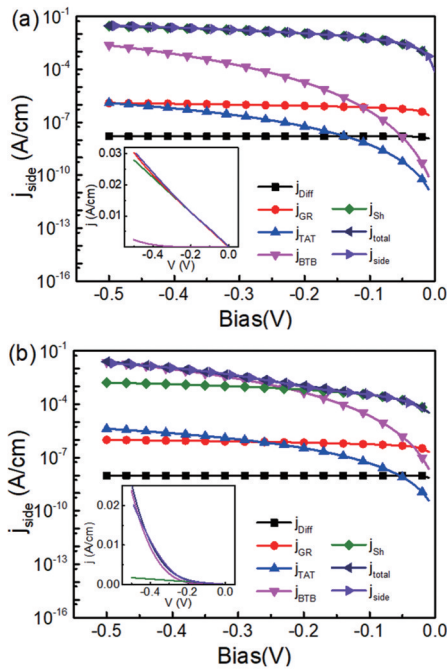 (a)
10⁻¹
10⁻⁴
10⁻⁷
10⁻¹⁰
10⁻¹³
10⁻¹⁶
j_side (A/cm)
0.03
0.02
0.01
j (A/cm)
-0.4 -0.2 0.0
V (V)
j_Diff
j_GR
j_TAT
j_BTB
j_Sh
j_total
j_side
-0.5 -0.4 -0.3 -0.2 -0.1 0.0
Bias(V)
(b)
10⁻¹
10⁻⁴
10⁻⁷
10⁻¹⁰
10⁻¹³
10⁻¹⁶
j_side (A/cm)
0.02
0.01
0.00
j (A/cm)
-0.4 -0.2 0.0
V (V)
j_Diff
j_GR
j_TAT
j_BTB
j_Sh
j_total
j_side
-0.5 -0.4 -0.3 -0.2 -0.1 0.0
Bias(V)